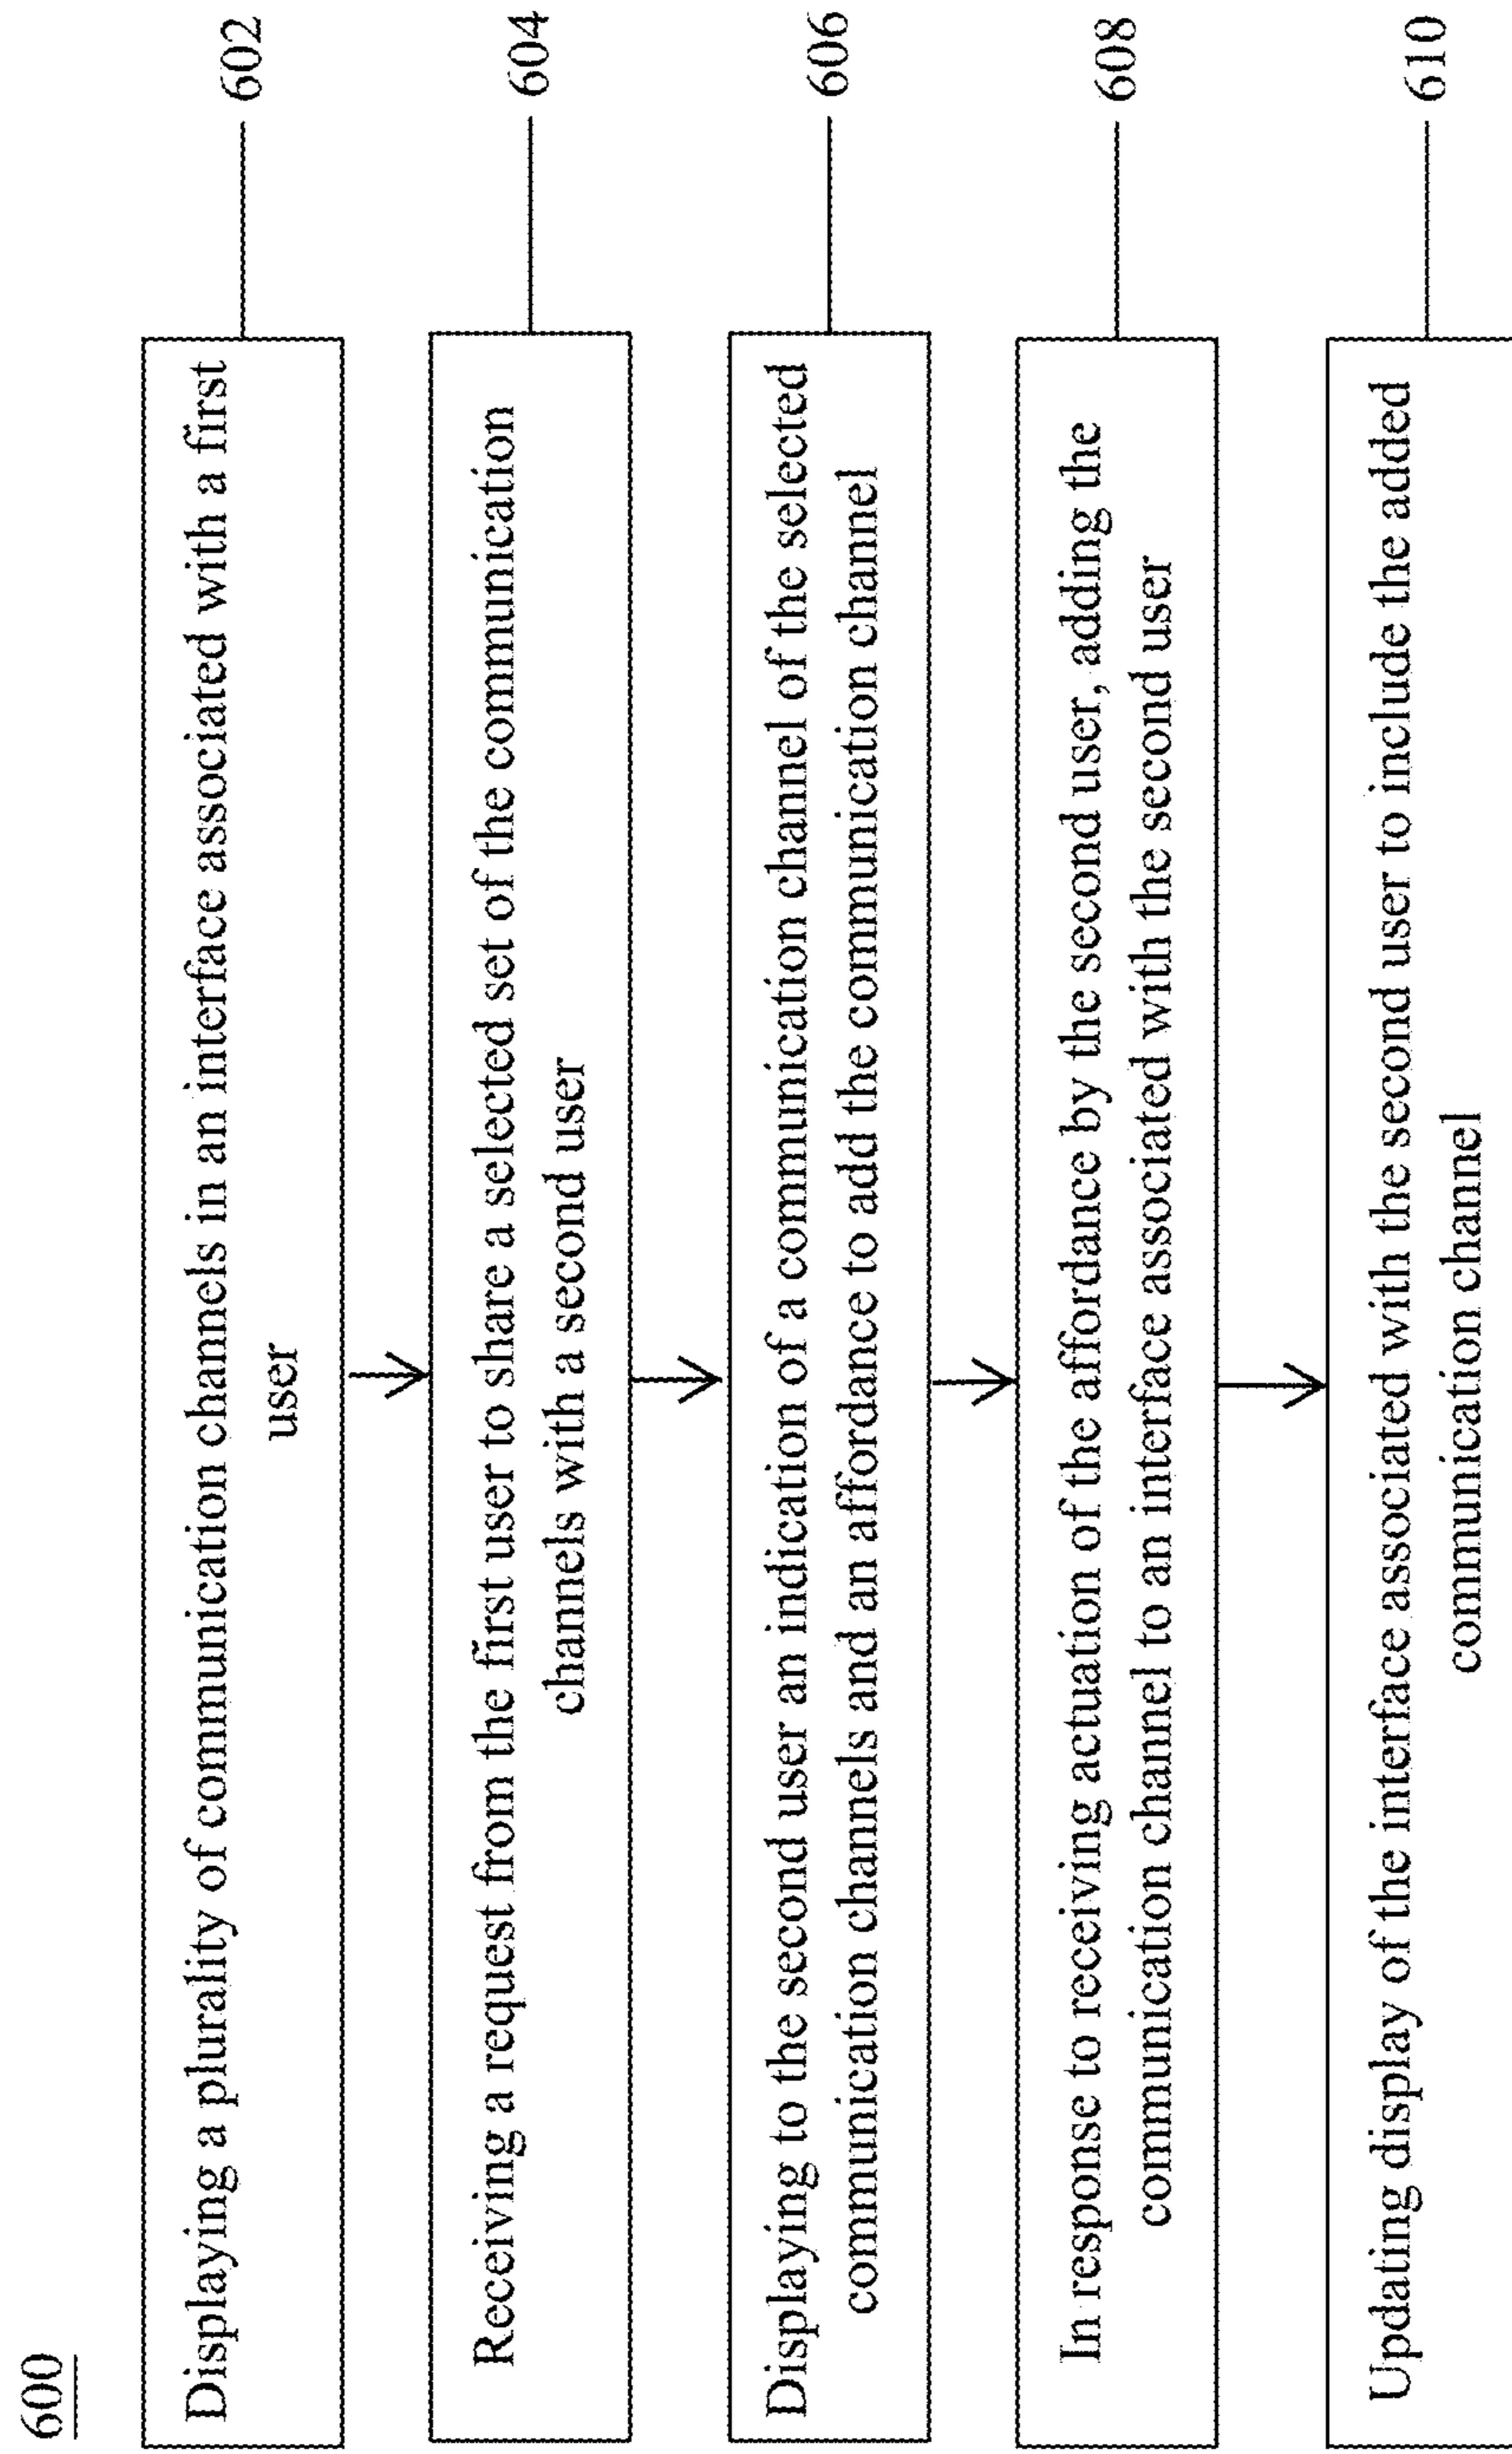 600
Displaying a plurality of communication channels in an interface associated with a first
user
602
Receiving a request from the first user to share a selected set of the communication
channels with a second user
604
Displaying to the second user an indication of a communication channel of the selected
communication channels and an affordance to add the communication channel
606
In response to receiving actuation of the affordance by the second user, adding the
communication channel to an interface associated with the second user
608
Updating display of the interface associated with the second user to include the added
communication channel
610